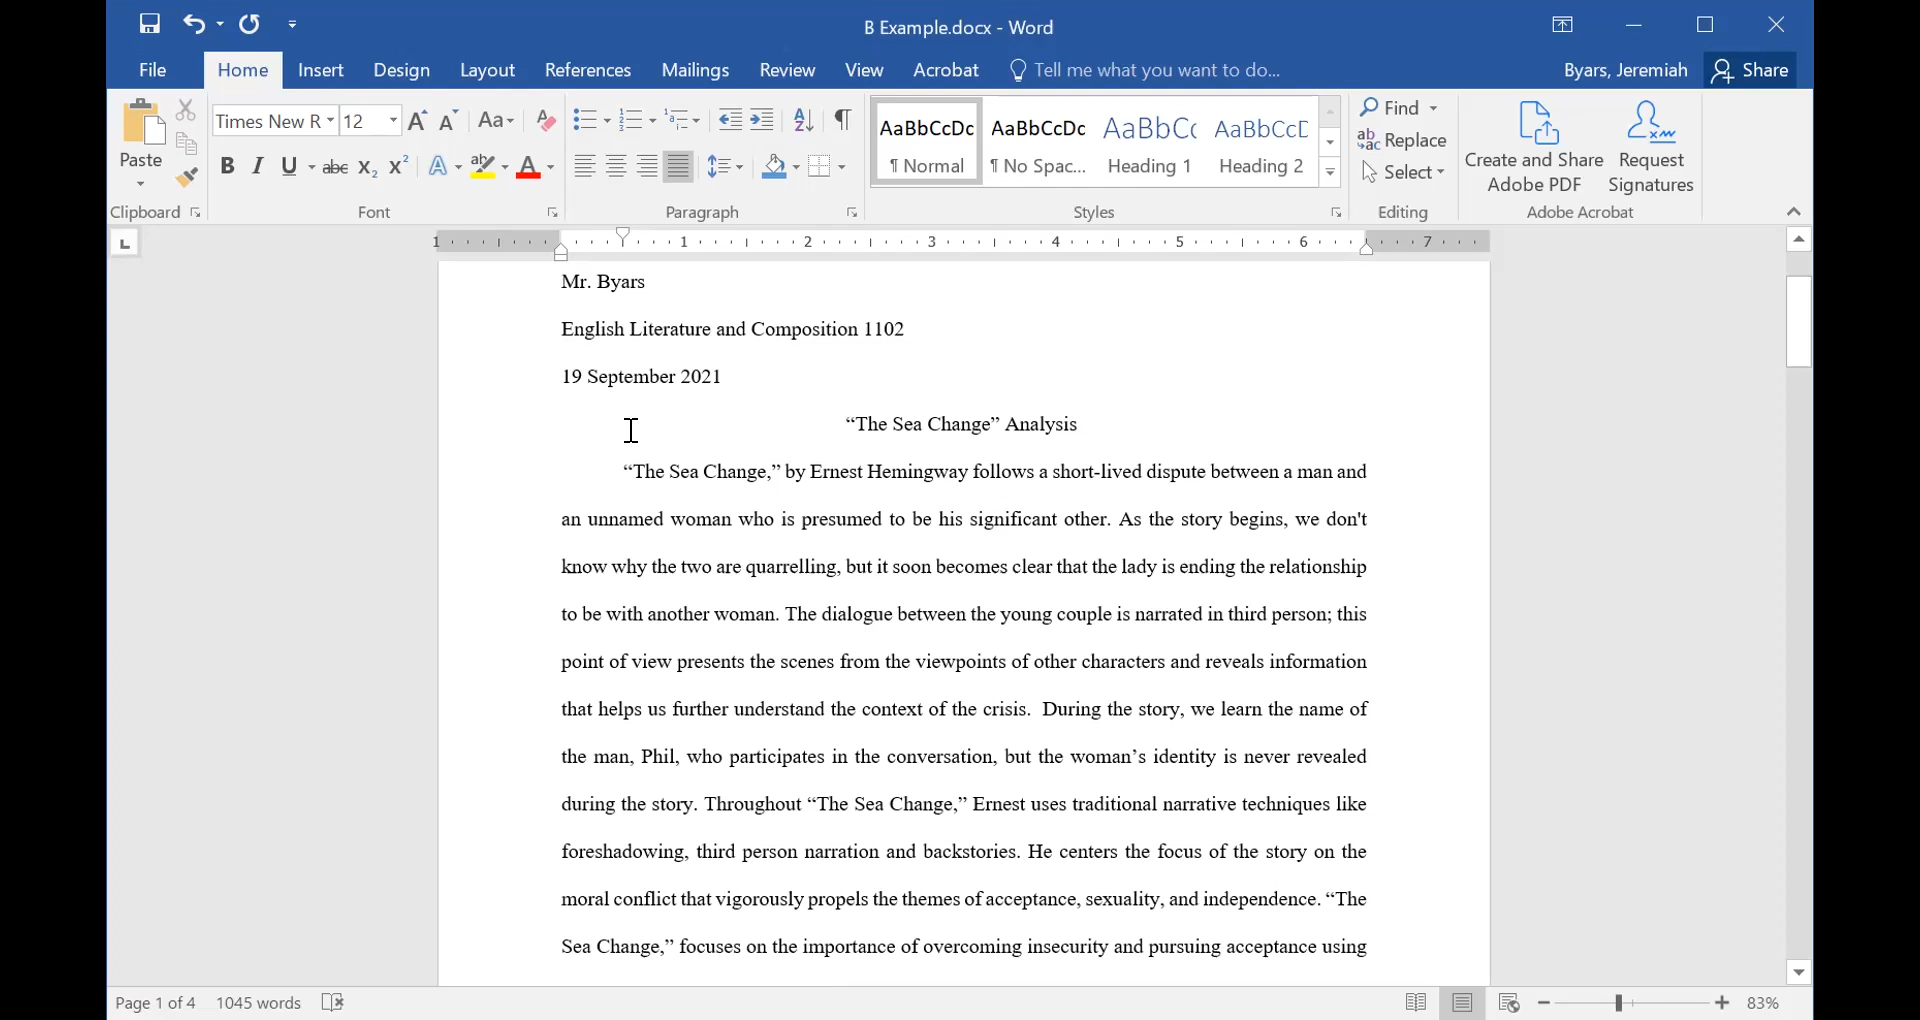 B Example.docx - Word
File Home Insert Design Layout References Mailings Review View Acrobat Tell me what you want to do... Byars, Jeremiah Share
Paste
Clipboard
Times New R 12 Aa
B I U abc X₂ X² A A
Font
Paragraph
AaBbCcDc AaBbCcDc AaBbCc AaBbCcD
¶ Normal ¶ No Spac... Heading 1 Heading 2
Styles
Find
Replace
Select
Editing
Create and Share Adobe PDF
Request Signatures
Adobe Acrobat
1 1 2 3 4 5 6 7
Mr. Byars
English Literature and Composition 1102
19 September 2021
“The Sea Change” Analysis
“The Sea Change,” by Ernest Hemingway follows a short-lived dispute between a man and
an unnamed woman who is presumed to be his significant other. As the story begins, we don't
know why the two are quarrelling, but it soon becomes clear that the lady is ending the relationship
to be with another woman. The dialogue between the young couple is narrated in third person; this
point of view presents the scenes from the viewpoints of other characters and reveals information
that helps us further understand the context of the crisis.  During the story, we learn the name of
the man, Phil, who participates in the conversation, but the woman’s identity is never revealed
during the story. Throughout “The Sea Change,” Ernest uses traditional narrative techniques like
foreshadowing, third person narration and backstories. He centers the focus of the story on the
moral conflict that vigorously propels the themes of acceptance, sexuality, and independence. “The
Sea Change,” focuses on the importance of overcoming insecurity and pursuing acceptance using
Page 1 of 4 1045 words 83%